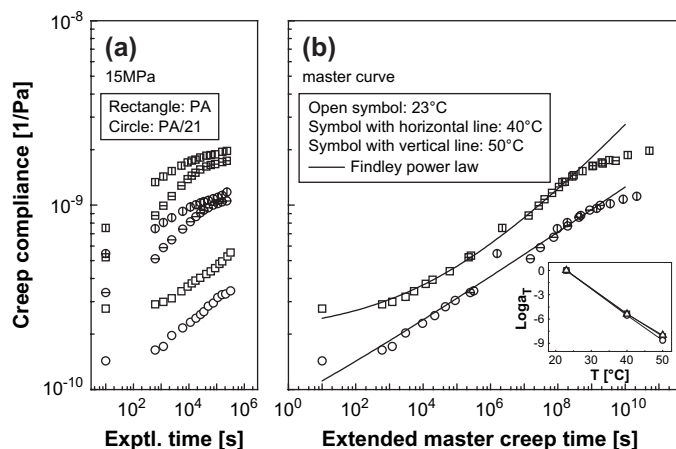 (a)
15MPa
Rectangle: PA
Circle: PA/21
(b)
master curve
Open symbol: 23°C
Symbol with horizontal line: 40°C
Symbol with vertical line: 50°C
Findley power law
Creep compliance [1/Pa]
10⁻⁸
10⁻⁹
10⁻¹⁰
10² 10⁴ 10⁶
Exptl. time [s]
10⁰ 10² 10⁴ 10⁶ 10⁸ 10¹⁰
Extended master creep time [s]
Loga_T
0
-3
-6
-9
20 30 40 50
T [°C]